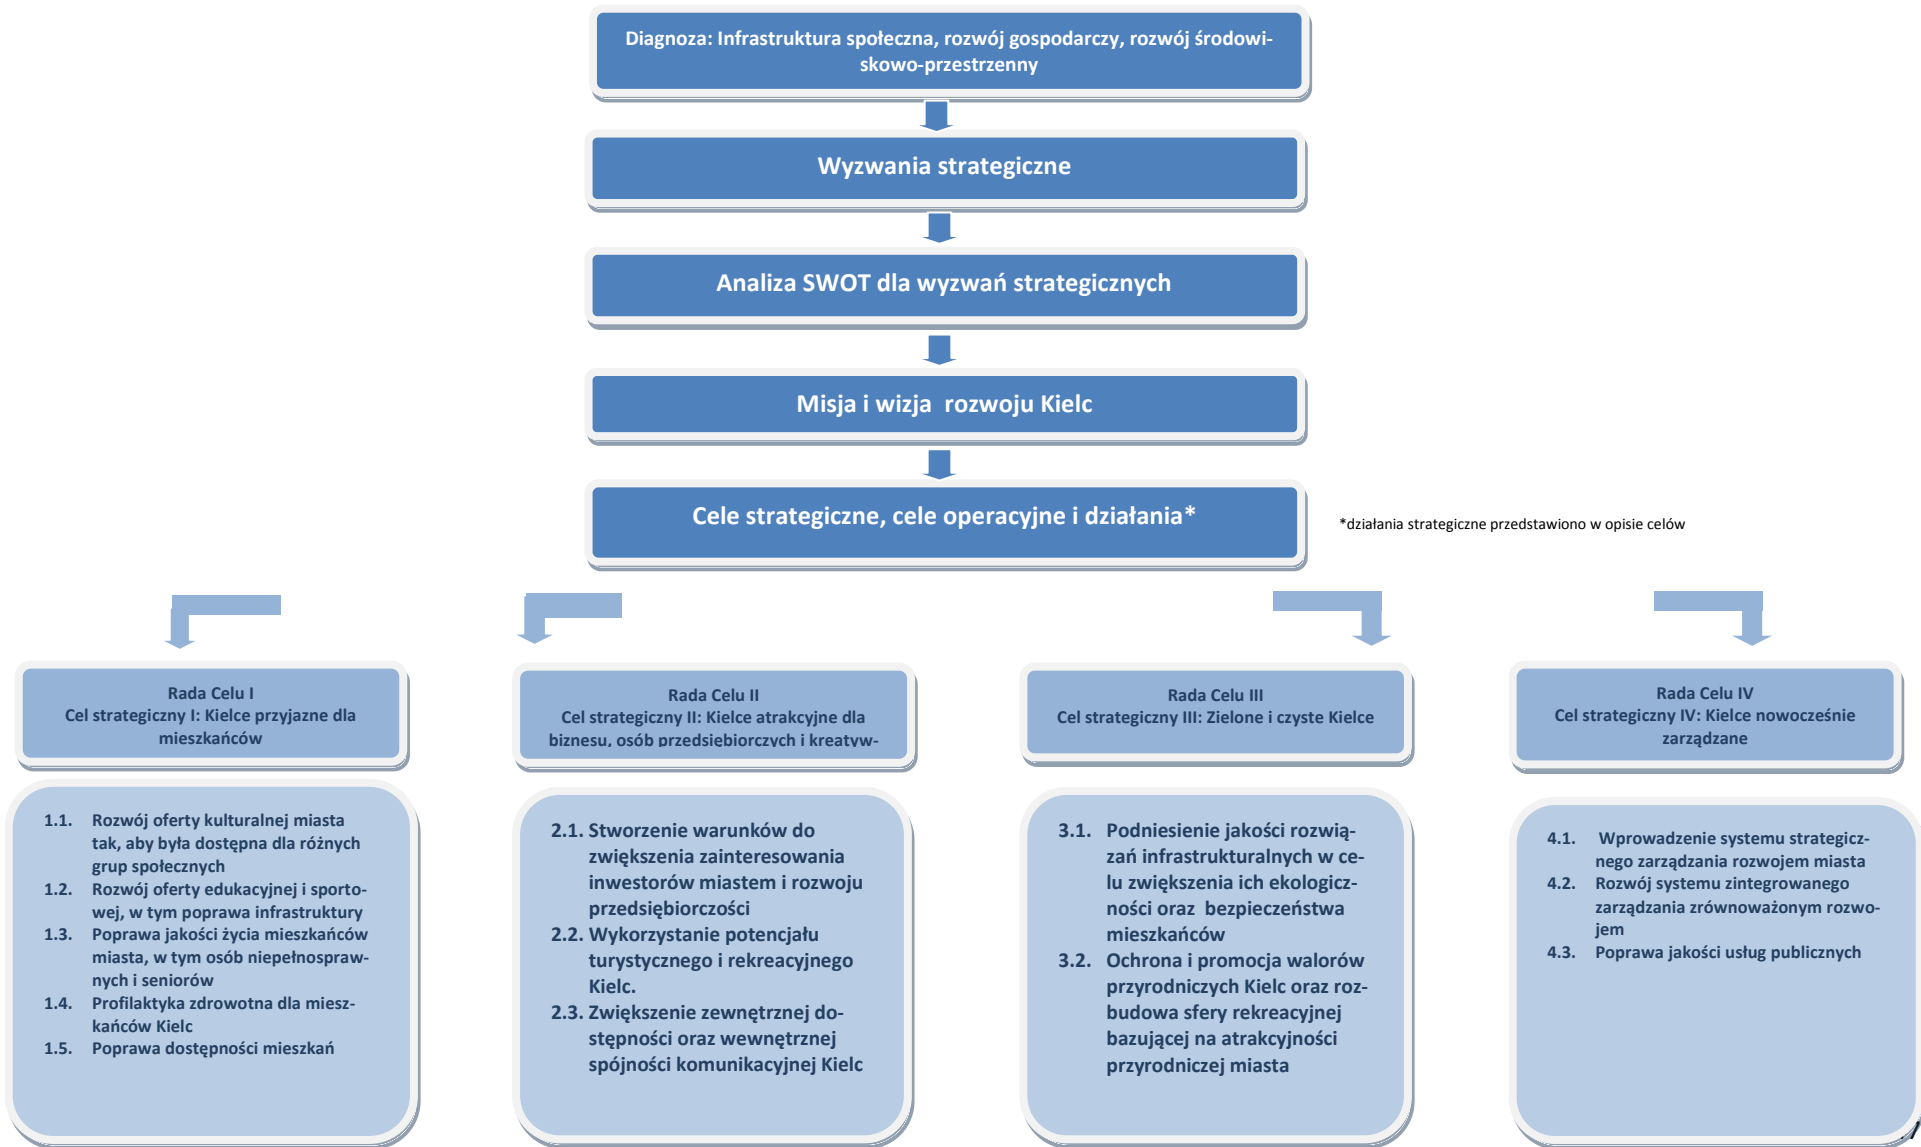 Diagnoza: Infrastruktura społeczna, rozwój gospodarczy, rozwój środowi-
skowo-przestrzenny
Wyzwania strategiczne
Analiza SWOT dla wyzwań strategicznych
Misja i wizja  rozwoju Kielc
Cele strategiczne, cele operacyjne i działania*
*działania strategiczne przedstawiono w opisie celów
Rada Celu I
Cel strategiczny I: Kielce przyjazne dla
mieszkańców
Rada Celu II
Cel strategiczny II: Kielce atrakcyjne dla
biznesu, osób przedsiębiorczych i kreatyw-
Rada Celu III
Cel strategiczny III: Zielone i czyste Kielce
Rada Celu IV
Cel strategiczny IV: Kielce nowocześnie
zarządzane
1.1. Rozwój oferty kulturalnej miasta
tak, aby była dostępna dla różnych
grup społecznych
1.2. Rozwój oferty edukacyjnej i sporto-
wej, w tym poprawa infrastruktury
1.3. Poprawa jakości życia mieszkańców
miasta, w tym osób niepełnospraw-
nych i seniorów
1.4. Profilaktyka zdrowotna dla miesz-
kańców Kielc
1.5. Poprawa dostępności mieszkań
2.1. Stworzenie warunków do
zwiększenia zainteresowania
inwestorów miastem i rozwoju
przedsiębiorczości
2.2. Wykorzystanie potencjału
turystycznego i rekreacyjnego
Kielc.
2.3. Zwiększenie zewnętrznej do-
stępności oraz wewnętrznej
spójności komunikacyjnej Kielc
3.1. Podniesienie jakości rozwią-
zań infrastrukturalnych w ce-
lu zwiększenia ich ekologicz-
ności oraz  bezpieczeństwa
mieszkańców
3.2. Ochrona i promocja walorów
przyrodniczych Kielc oraz roz-
budowa sfery rekreacyjnej
bazującej na atrakcyjności
przyrodniczej miasta
4.1. Wprowadzenie systemu strategicz-
nego zarządzania rozwojem miasta
4.2. Rozwój systemu zintegrowanego
zarządzania zrównoważonym rozwo-
jem
4.3. Poprawa jakości usług publicznych